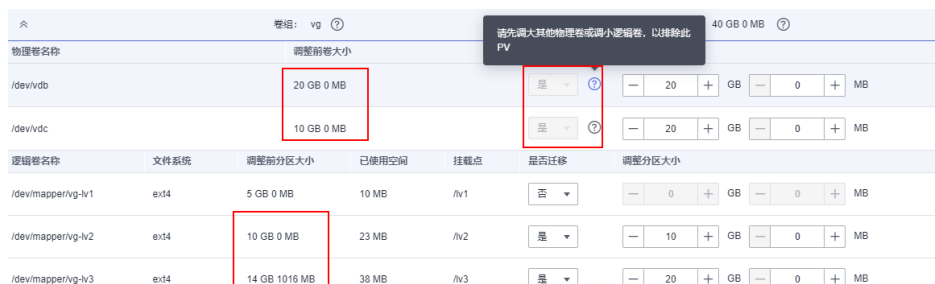 卷组： vg ?
请先调大其他物理卷或调小逻辑卷，以排除此
PV
40 GB 0 MB ?
物理卷名称 调整前卷大小
/dev/vdb 20 GB 0 MB 是 ? — 20 + GB — 0 + MB
/dev/vdc 10 GB 0 MB 是 ? — 20 + GB — 0 + MB
逻辑卷名称 文件系统 调整前分区大小 已使用空间 挂载点 是否迁移 调整分区大小
/dev/mapper/vg-lv1 ext4 5 GB 0 MB 10 MB /lv1 否 — 0 + GB — 0 + MB
/dev/mapper/vg-lv2 ext4 10 GB 0 MB 23 MB /lv2 是 — 10 + GB — 0 + MB
/dev/mapper/vg-lv3 ext4 14 GB 1016 MB 38 MB /lv3 是 — 20 + GB — 0 + MB